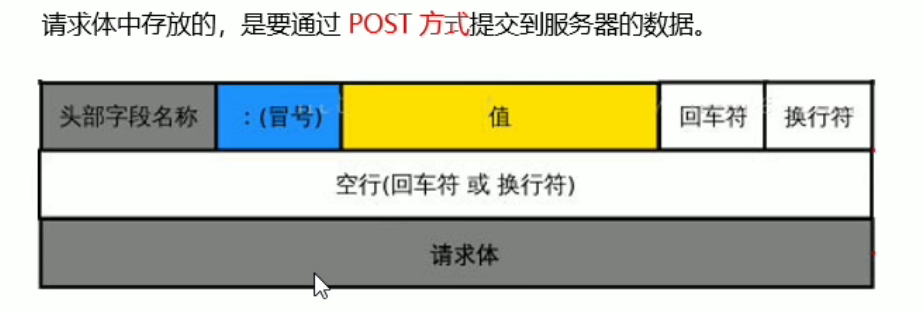 请求体中存放的，是要通过 POST 方式提交到服务器的数据。
头部字段名称 ：(冒号) 值 回车符 换行符
空行(回车符 或 换行符)
请求体